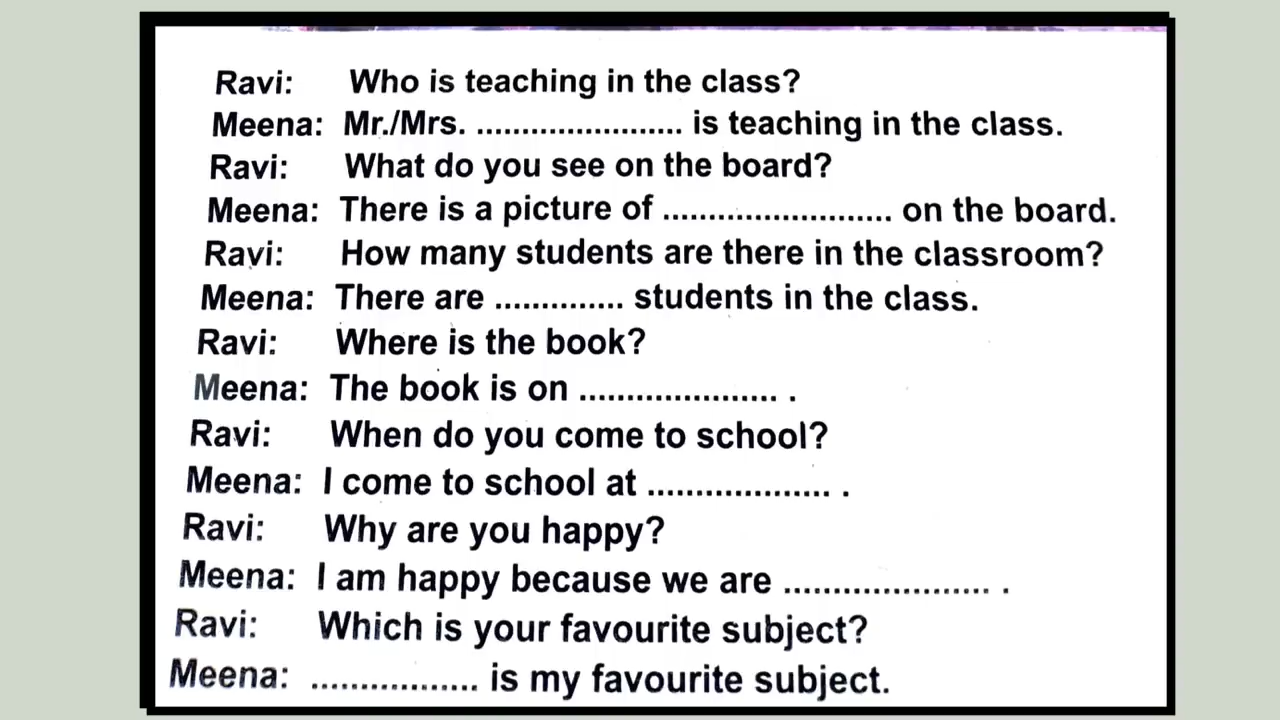 Ravi: Who is teaching in the class?
Meena: Mr./Mrs. ....................... is teaching in the class.
Ravi: What do you see on the board?
Meena: There is a picture of ......................... on the board.
Ravi: How many students are there in the classroom?
Meena: There are .............. students in the class.
Ravi: Where is the book?
Meena: The book is on ..................... .
Ravi: When do you come to school?
Meena: I come to school at ................... .
Ravi: Why are you happy?
Meena: I am happy because we are ..................... .
Ravi: Which is your favourite subject?
Meena: ................. is my favourite subject.